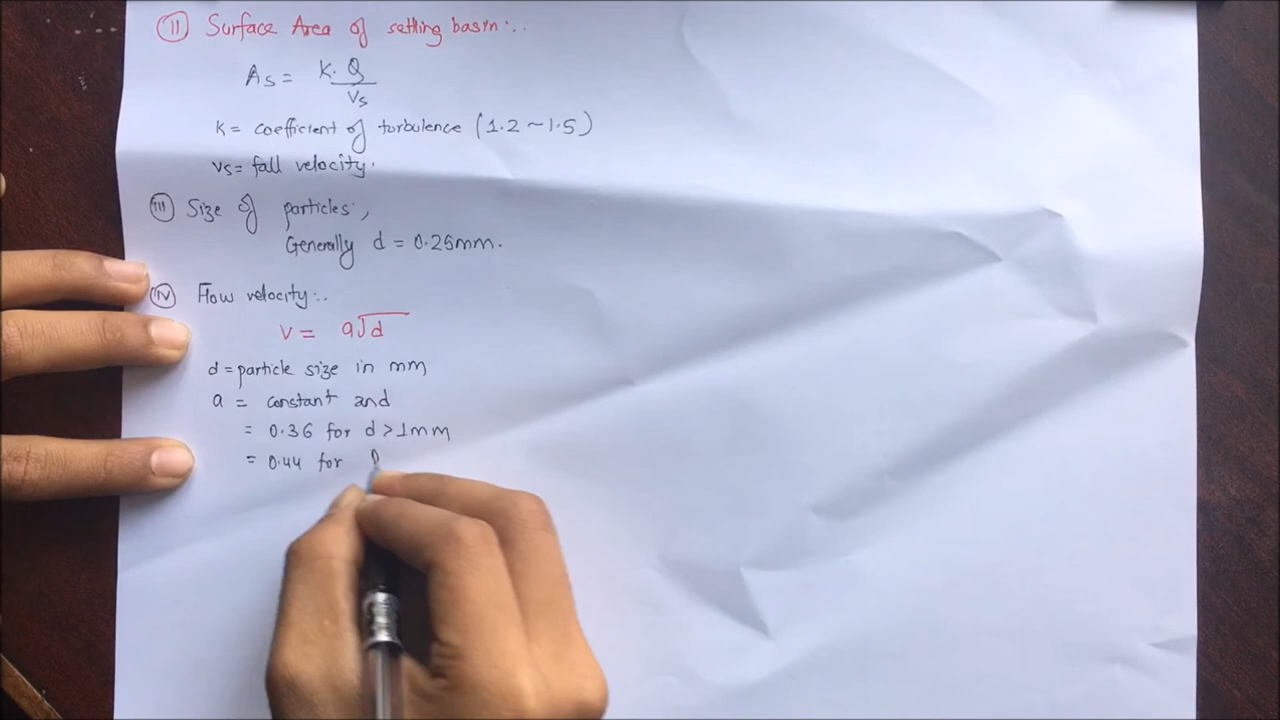 (II) Surface Area of settling basin:..
As = K. Q / Vs
K = coefficient of turbulence (1.2 ~ 1.5)
Vs = fall velocity.
(III) Size of particles,
Generally d = 0.25mm.
(IV) Flow velocity:..
V = a√d
d = particle size in mm
a = constant and
= 0.36 for d > 1mm
= 0.44 for